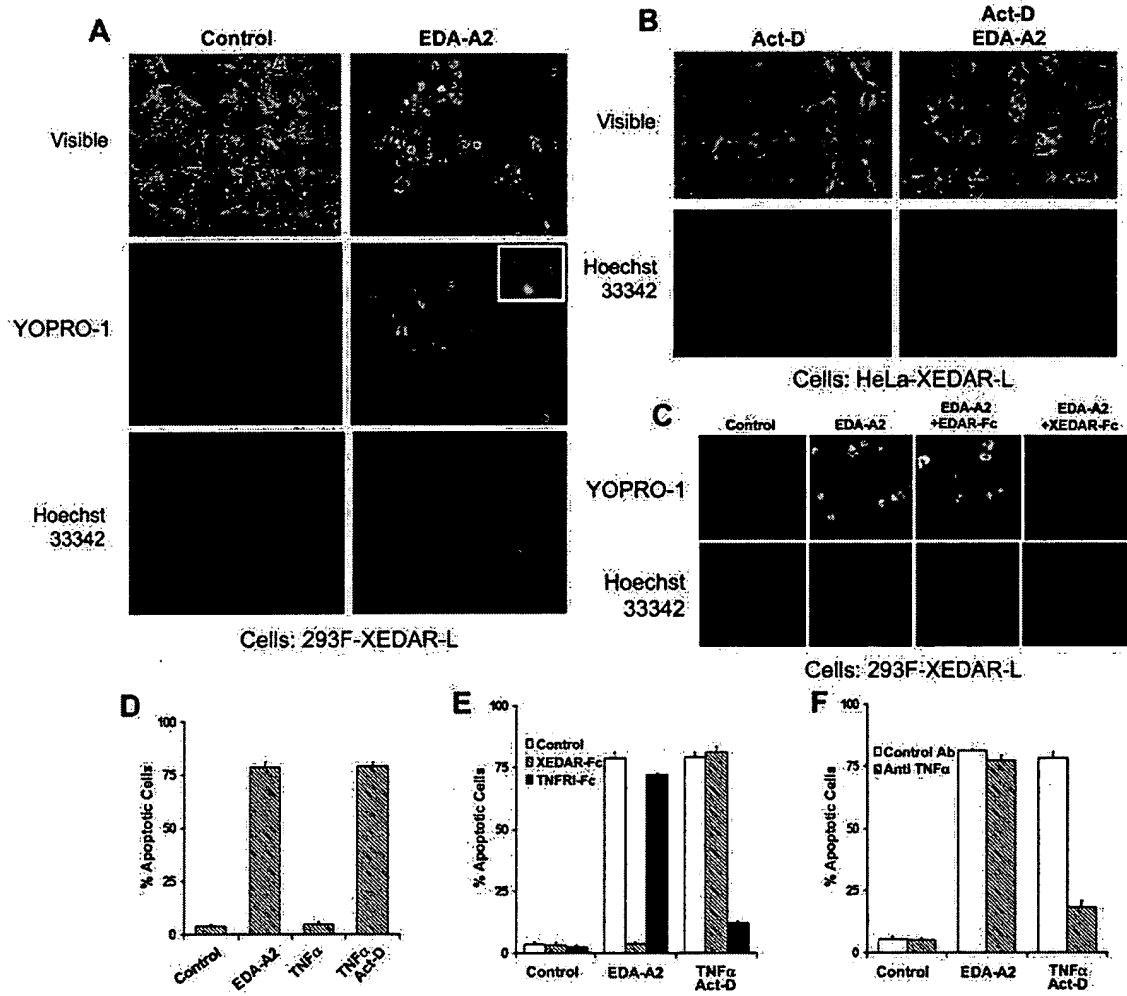 A
Control
EDA-A2
Visible
YOPRO-1
Hoechst
33342
Cells: 293F-XEDAR-L
B
Act-D
Act-D
EDA-A2
Visible
Hoechst
33342
Cells: HeLa-XEDAR-L
C
Control
EDA-A2
EDA-A2
+EDAR-Fc
EDA-A2
+XEDAR-Fc
YOPRO-1
Hoechst
33342
Cells: 293F-XEDAR-L
D
% Apoptotic Cells
100
75
50
25
0
Control
EDA-A2
TNFα
TNFα
Act-D
E
% Apoptotic Cells
100
75
50
25
0
Control
XEDAR-Fc
TNFRI-Fc
Control
EDA-A2
TNFα
Act-D
F
% Apoptotic Cells
100
75
50
25
0
Control Ab
Anti TNFα
Control
EDA-A2
TNFα
Act-D